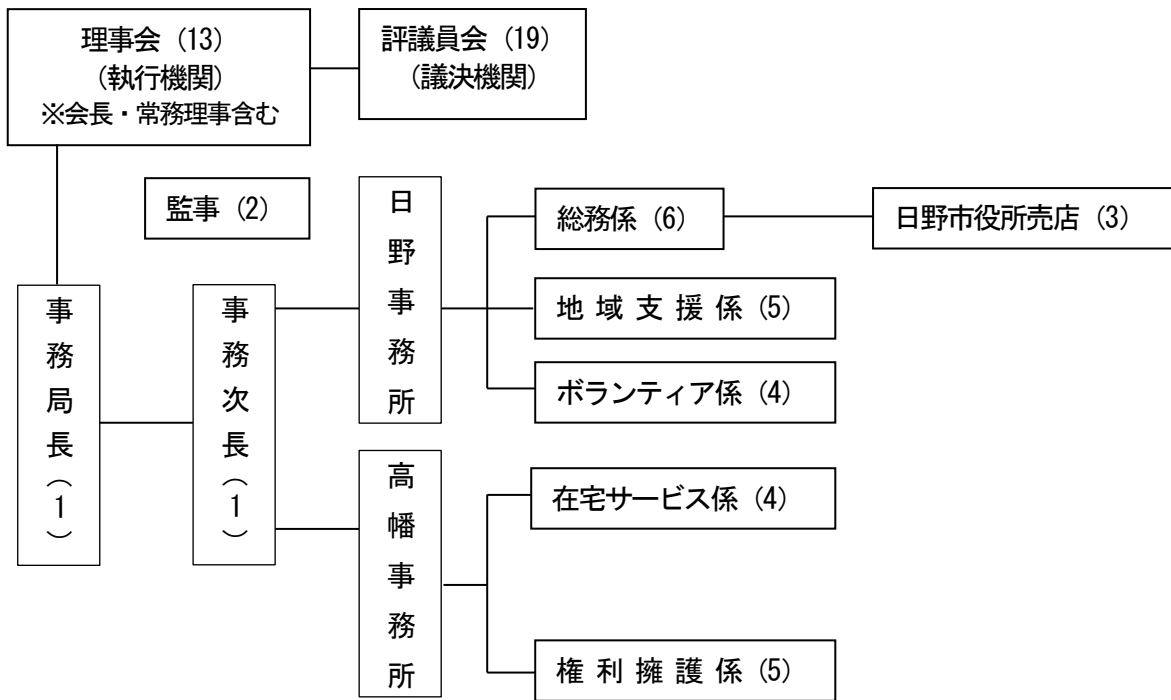 理事会 (13)
(執行機関)
※会長・常務理事含む
評議員会 (19)
(議決機関)
監事 (2)
事務局長(1)
事務次長(1)
日野事務所
総務係 (6)
日野市役所売店 (3)
地域支援係 (5)
ボランティア係 (4)
高幡事務所
在宅サービス係 (4)
権利擁護係 (5)